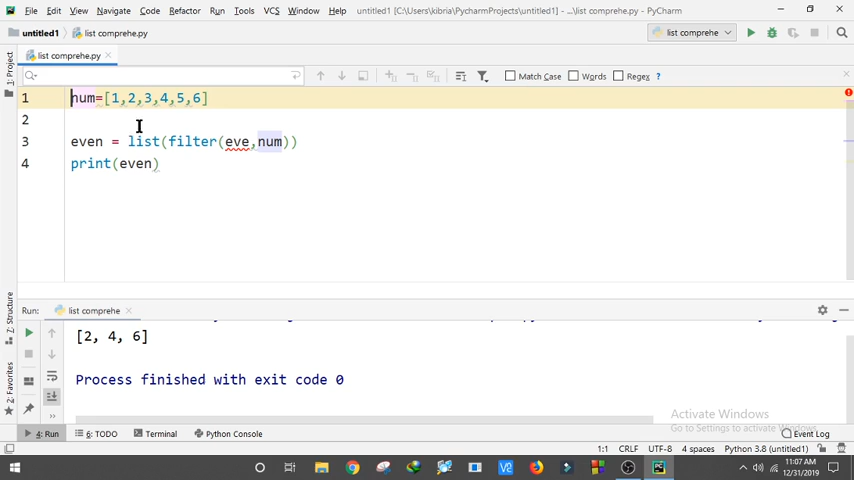 File Edit View Navigate Code Refactor Run Tools VCS Window Help untitled1 [C:\Users\kibria\PycharmProjects\untitled1] - ...\list comprehe.py - PyCharm
untitled1 list comprehe.py list comprehe
list comprehe.py
Match Case Words Regex ?
1 num=[1,2,3,4,5,6]
2
3 even = list(filter(eve,num))
4 print(even)
1: Project
Z: Structure
2: Favorites
Run: list comprehe
[2, 4, 6]
Process finished with exit code 0
Activate Windows
Go to Settings to activate Windows.
4: Run 6: TODO Terminal Python Console Event Log
1:1 CRLF UTF-8 4 spaces Python 3.8 (untitled1)
11:07 AM
12/31/2019